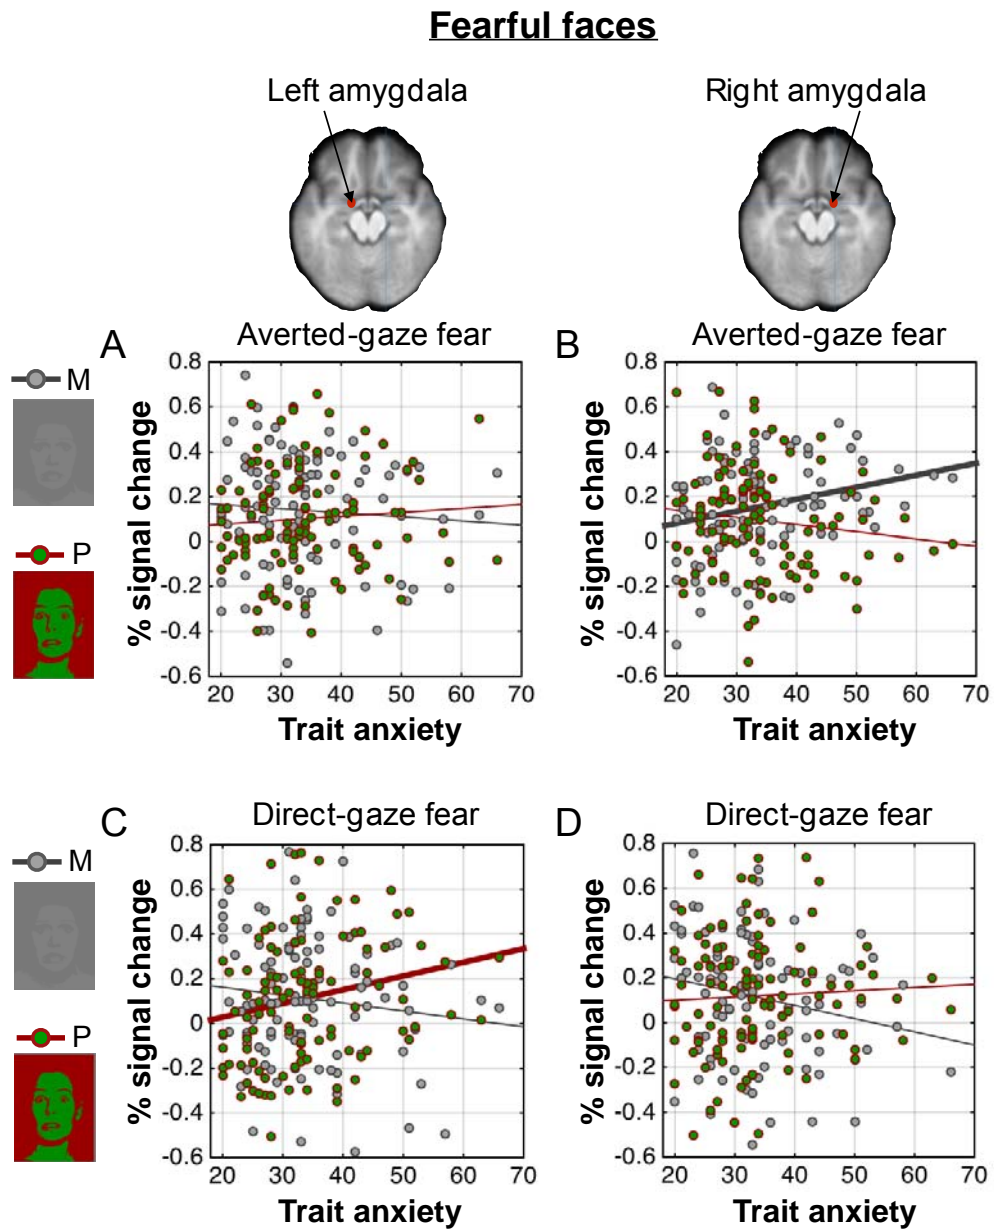 Fearful faces
Left amygdala
Right amygdala
A
Averted-gaze fear
B
Averted-gaze fear
M
P
% signal change
0.8
0.6
0.4
0.2
0
-0.2
-0.4
-0.6
20 30 40 50 60 70
Trait anxiety
% signal change
0.8
0.6
0.4
0.2
0
-0.2
-0.4
-0.6
20 30 40 50 60 70
Trait anxiety
C
Direct-gaze fear
D
Direct-gaze fear
M
P
% signal change
0.8
0.6
0.4
0.2
0
-0.2
-0.4
-0.6
20 30 40 50 60 70
Trait anxiety
% signal change
0.8
0.6
0.4
0.2
0
-0.2
-0.4
-0.6
20 30 40 50 60 70
Trait anxiety